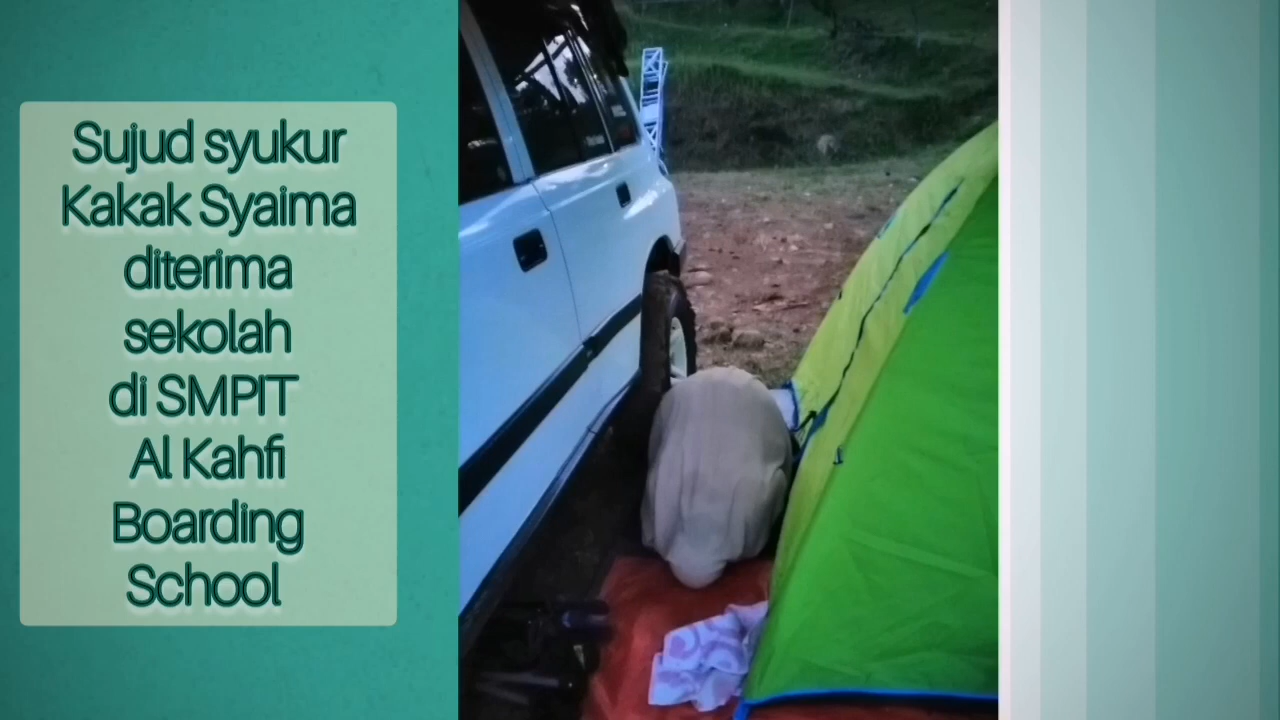 Sujud syukur
Kakak Syaima
diterima
sekolah
di SMPIT
Al Kahfi
Boarding
School